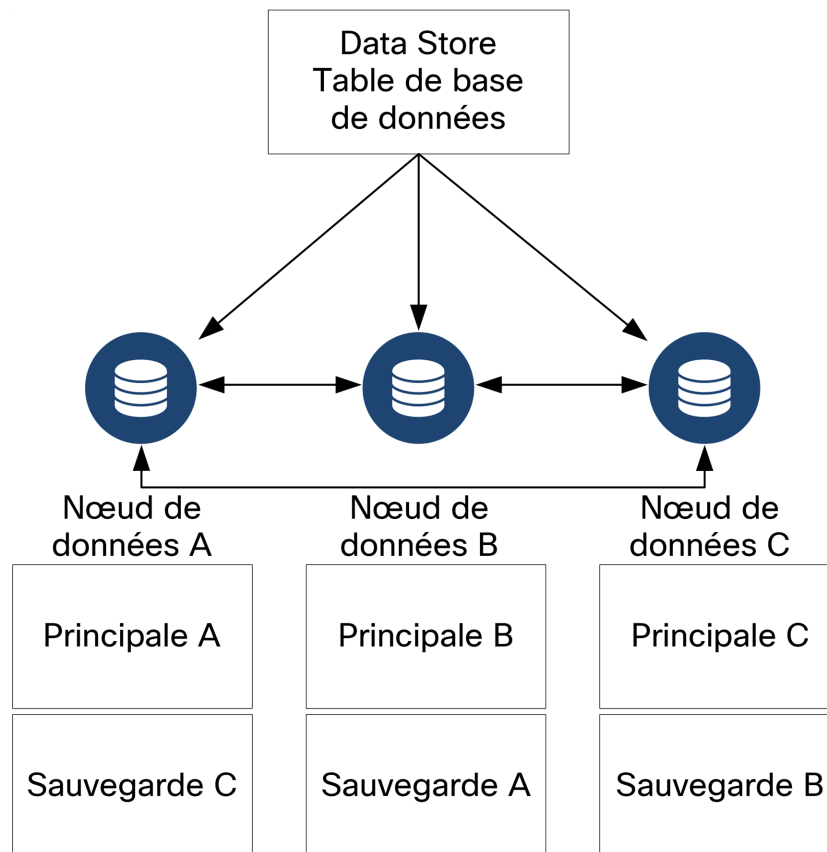 Data Store
Table de base
de données
Nœud de
données A
Nœud de
données B
Nœud de
données C
Principale A
Principale B
Principale C
Sauvegarde C
Sauvegarde A
Sauvegarde B